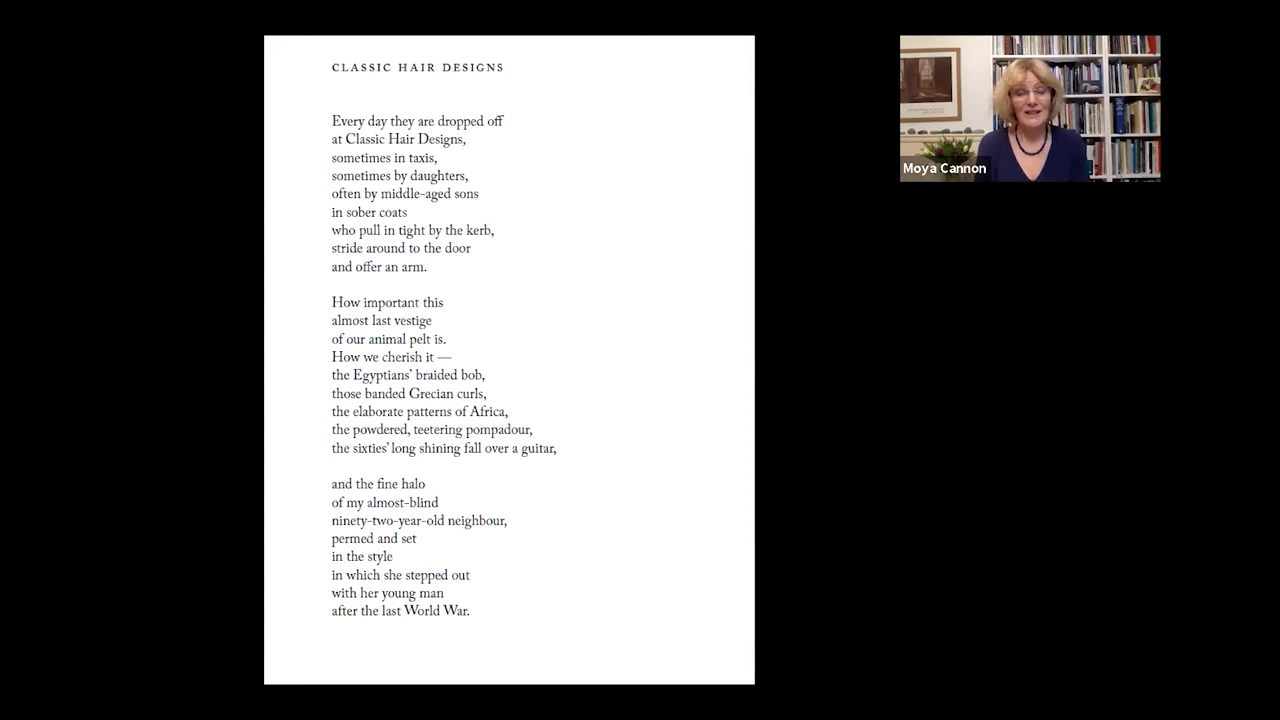 CLASSIC HAIR DESIGNS
Every day they are dropped off
at Classic Hair Designs,
sometimes in taxis,
sometimes by daughters,
often by middle-aged sons
in sober coats
who pull in tight by the kerb,
stride around to the door
and offer an arm.
How important this
almost last vestige
of our animal pelt is.
How we cherish it —
the Egyptians’ braided bob,
those banded Grecian curls,
the elaborate patterns of Africa,
the powdered, teetering pompadour,
the sixties’ long shining fall over a guitar,
and the fine halo
of my almost-blind
ninety-two-year-old neighbour,
permed and set
in the style
in which she stepped out
with her young man
after the last World War.
Moya Cannon